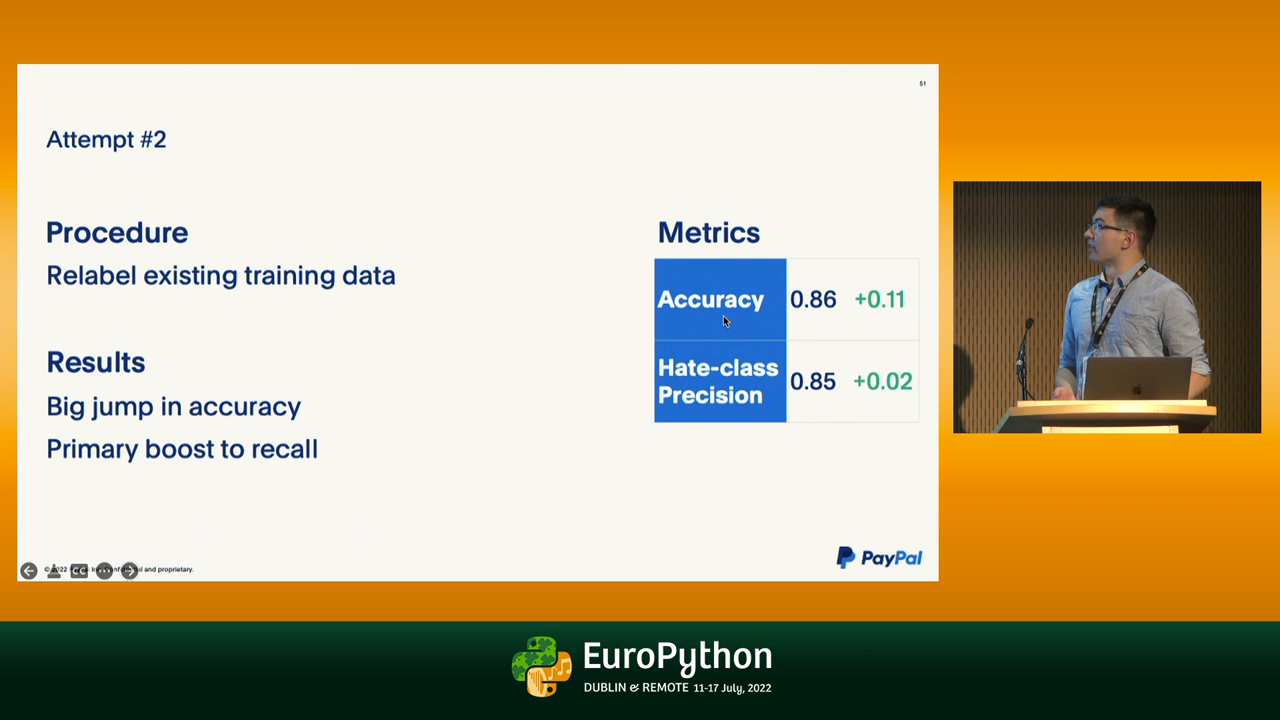 51
Attempt #2
Procedure
Relabel existing training data
Results
Big jump in accuracy
Primary boost to recall
Metrics
Accuracy 0.86 +0.11
Hate-class
Precision 0.85 +0.02
CC
and proprietary.
PayPal
EuroPython
DUBLIN & REMOTE 11-17 July, 2022